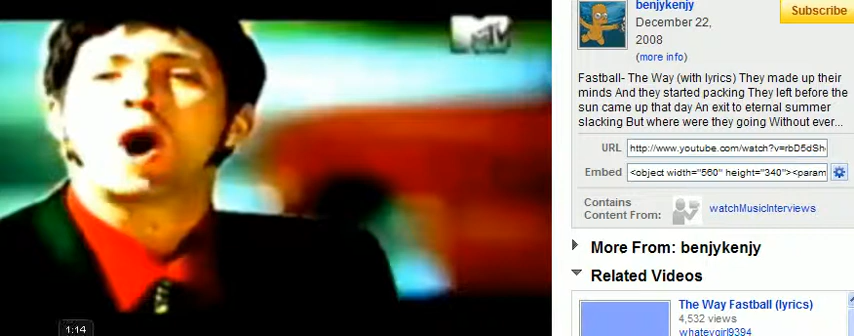 MTV
1:14
benjykenjy
December 22,
2008
(more info)
Subscribe
Fastball- The Way (with lyrics) They made up their
minds And they started packing They left before the
sun came up that day An exit to eternal summer
slacking But where were they going Without ever...
URL http://www.youtube.com/watch?v=rbD5dSh
Embed <object width="560" height="340"><param
Contains
Content From:
watchMusicInterviews
More From: benjykenjy
Related Videos
The Way Fastball (lyrics)
4,532 views
whateygirl9394